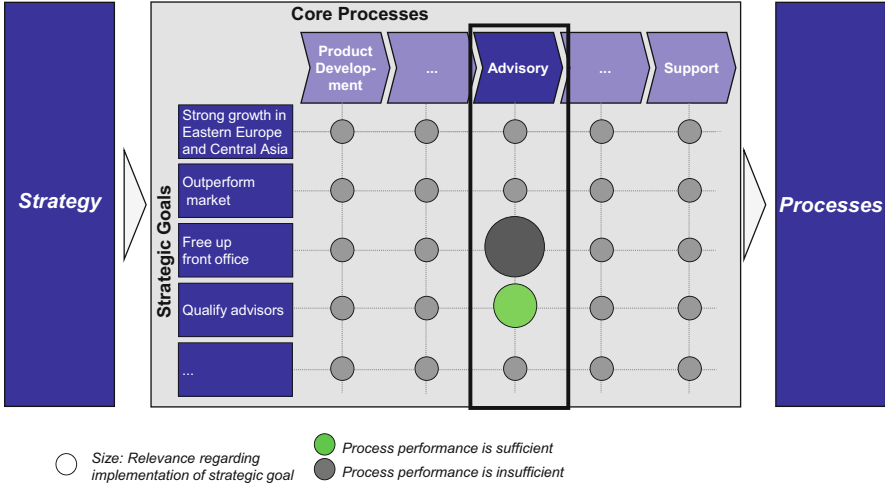 Core Processes
Product
Develop-
ment
...
Advisory
...
Support
Strategy
Strategic Goals
Strong growth in
Eastern Europe
and Central Asia
Outperform
market
Free up
front office
Qualify advisors
...
Processes
Size: Relevance regarding
implementation of strategic goal
Process performance is sufficient
Process performance is insufficient